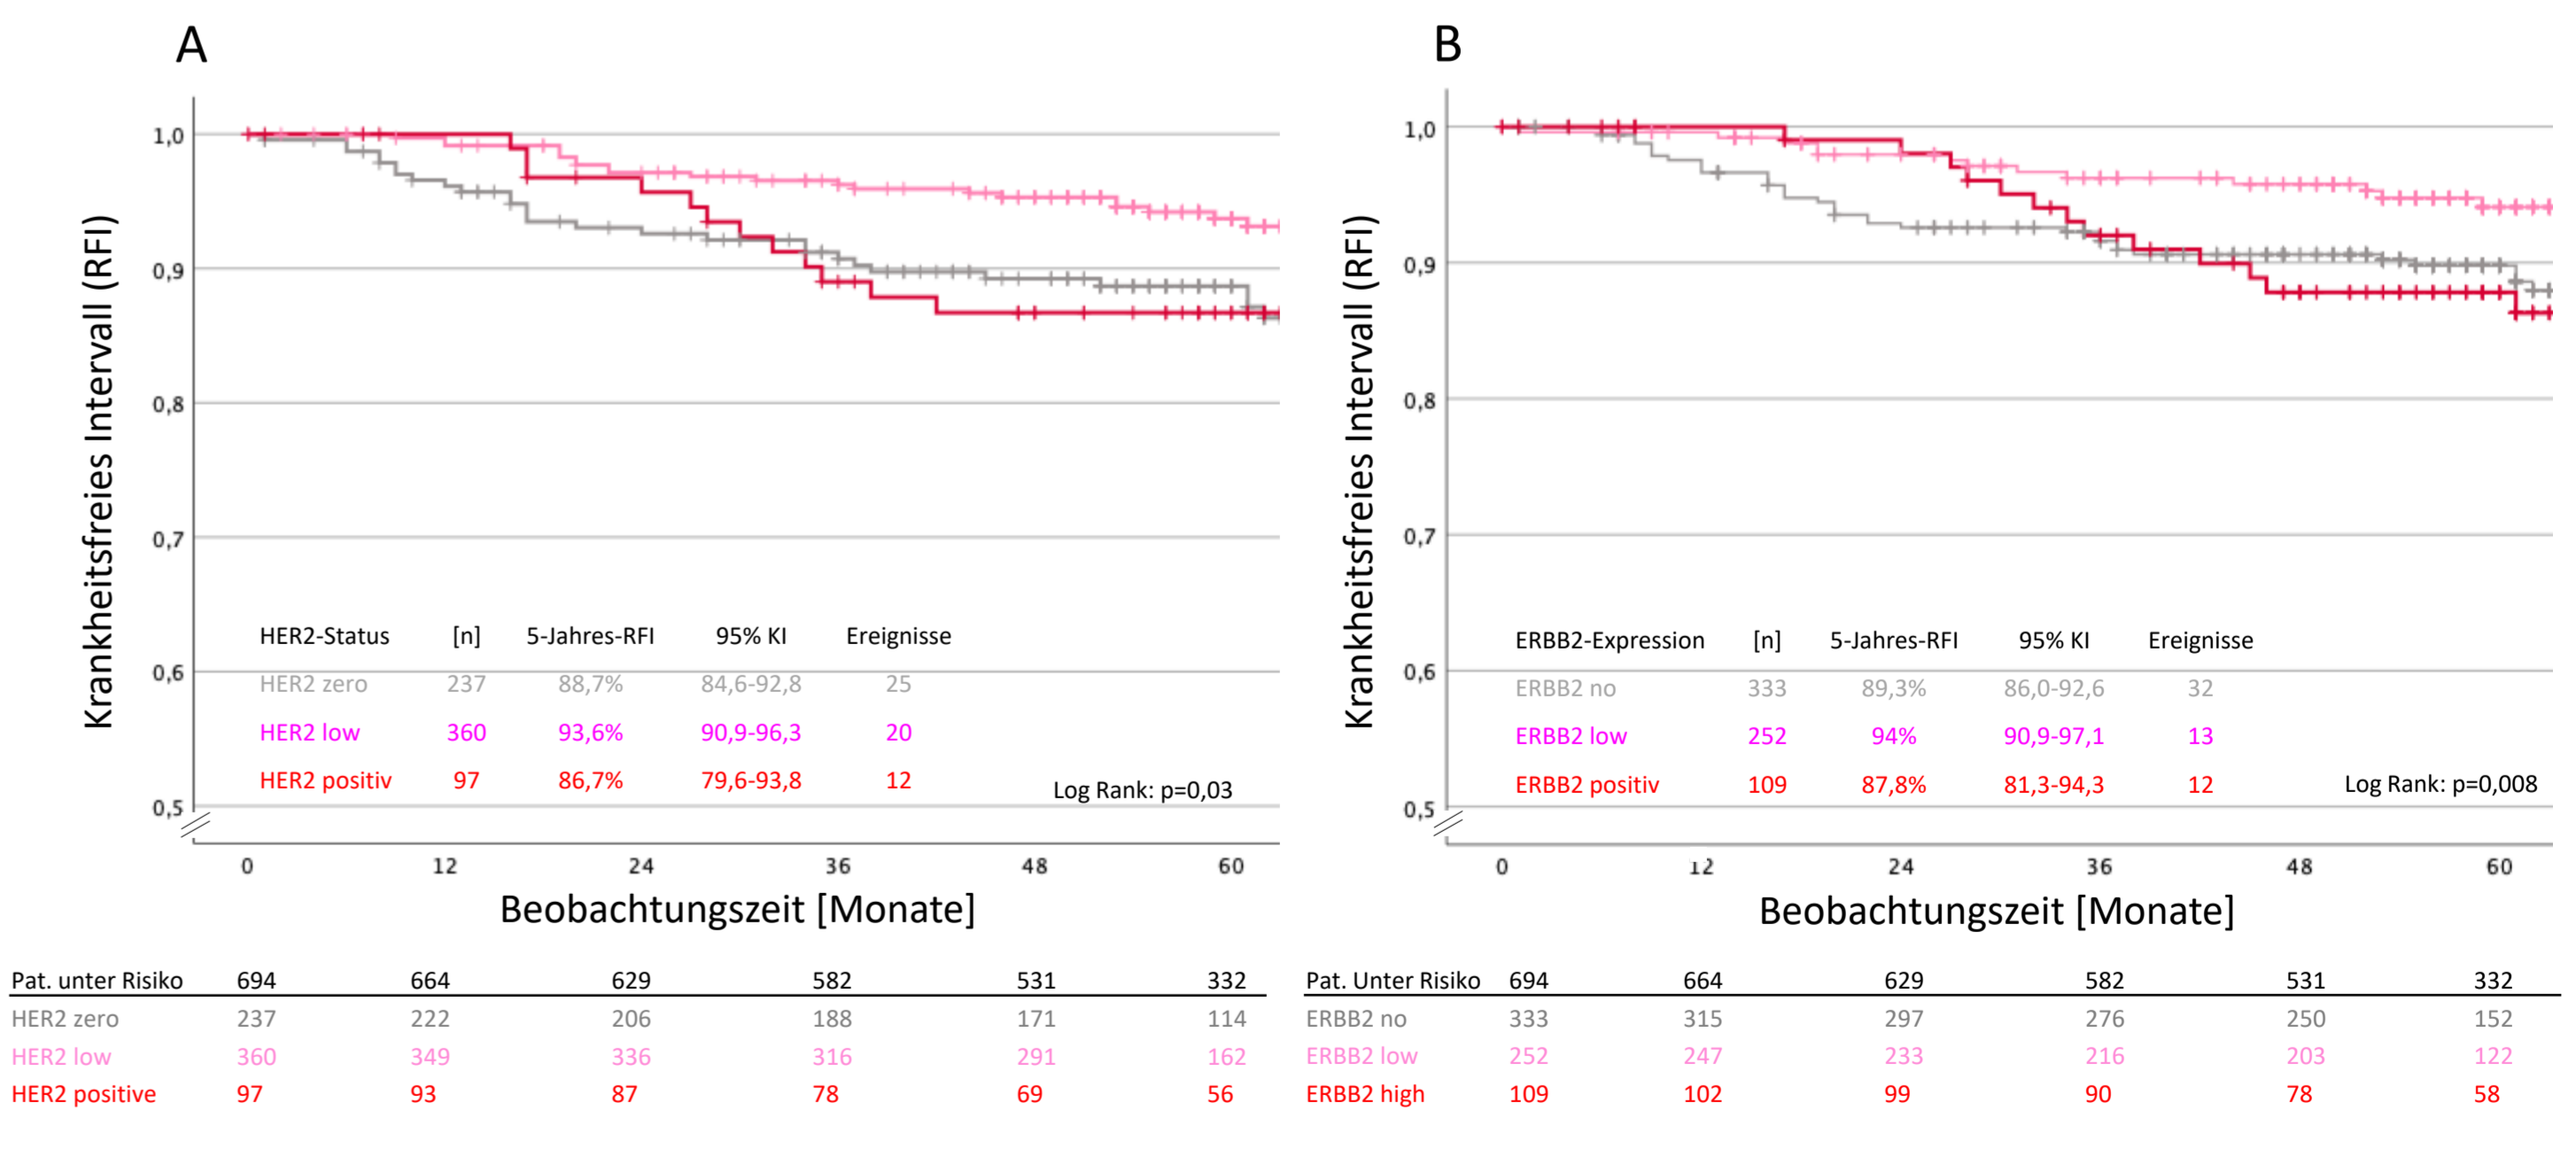 A
Krankheitsfreies Intervall (RFI)
1,0
0,9
0,8
0,7
0,6
0,5
HER2-Status [n] 5-Jahres-RFI 95% KI Ereignisse
HER2 zero 237 88,7% 84,6-92,8 25
HER2 low 360 93,6% 90,9-96,3 20
HER2 positiv 97 86,7% 79,6-93,8 12
Log Rank: p=0,03
0 12 24 36 48 60
Beobachtungszeit [Monate]
Pat. unter Risiko 694 664 629 582 531 332
HER2 zero 237 222 206 188 171 114
HER2 low 360 349 336 316 291 162
HER2 positive 97 93 87 78 69 56
B
Krankheitsfreies Intervall (RFI)
1,0
0,9
0,8
0,7
0,6
0,5
ERBB2-Expression [n] 5-Jahres-RFI 95% KI Ereignisse
ERBB2 no 333 89,3% 86,0-92,6 32
ERBB2 low 252 94% 90,9-97,1 13
ERBB2 positiv 109 87,8% 81,3-94,3 12
Log Rank: p=0,008
0 12 24 36 48 60
Beobachtungszeit [Monate]
Pat. Unter Risiko 694 664 629 582 531 332
ERBB2 no 333 315 297 276 250 152
ERBB2 low 252 247 233 216 203 122
ERBB2 high 109 102 99 90 78 58